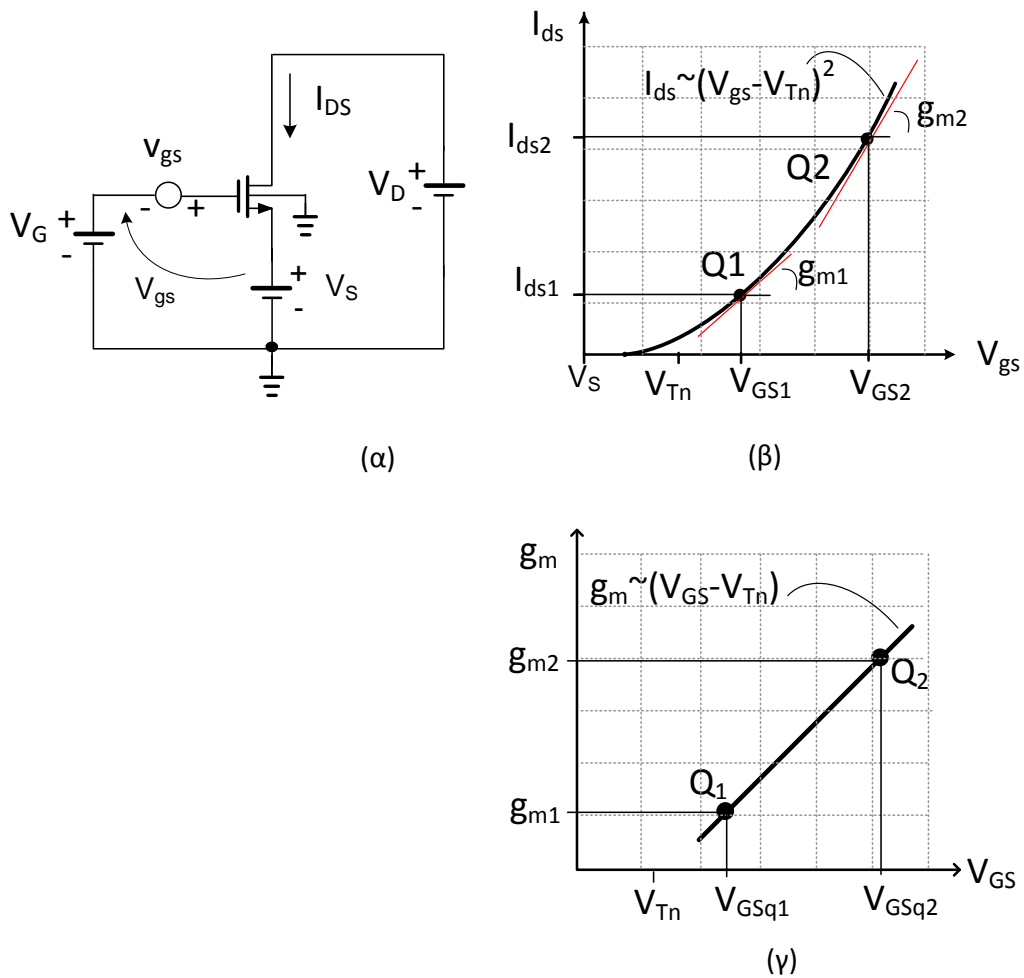 I_DS
v_gs
- +
V_G + -
V_gs
+ - V_S
V_D + -
(α)
I_ds
I_ds~(V_gs-V_Tn)^2
g_m2
I_ds2
Q2
Q1
g_m1
I_ds1
V_S V_Tn V_GS1 V_GS2 V_gs
(β)
g_m
g_m~(V_GS-V_Tn)
g_m2
Q_2
Q_1
g_m1
V_GS
V_Tn V_GSq1 V_GSq2
(γ)